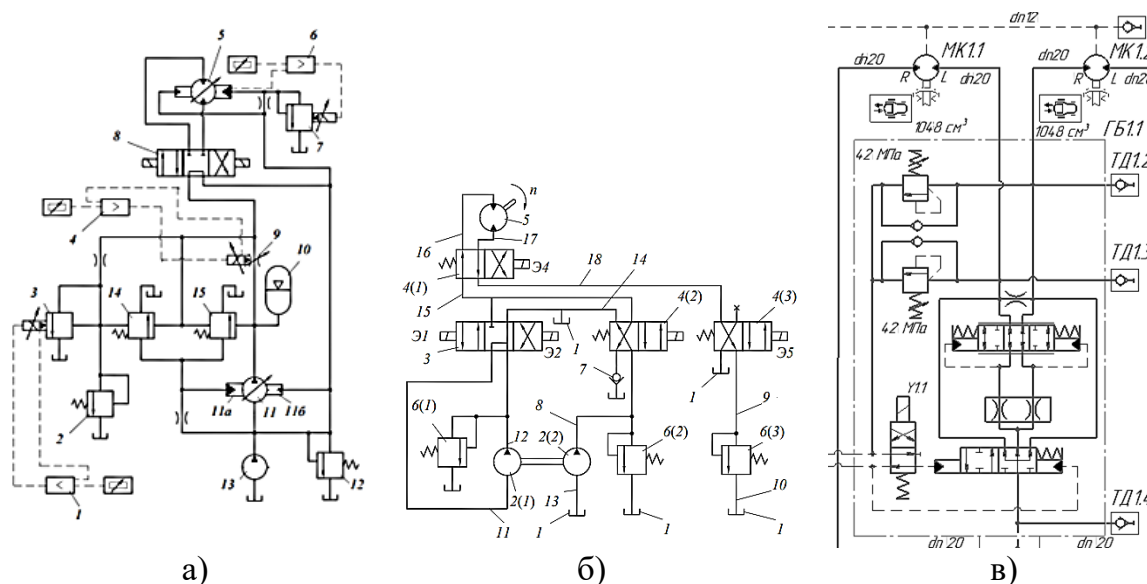 5
6
8
7
4
9
10
3
14
15
2
11а
11
11б
13
12
1
а)
n
5
16
17
Э4
18
14
4(1)
15
4(2)
4(3)
Э1
3
Э2
1
Э5
7
1
6(1)
8
9
12
2(2)
6(2)
6(3)
2(1)
13
10
11
1
1
1
б)
dn12
МК1.1
МК1.2
dn20
dn20
R
L
dn20
R
L
dn20
1048 см³
1048 см³
ГБ1.1
42 МПа
ТД1.2
ТД1.3
42 МПа
Y1.1
ТД1.4
dn 20
dn 20
в)